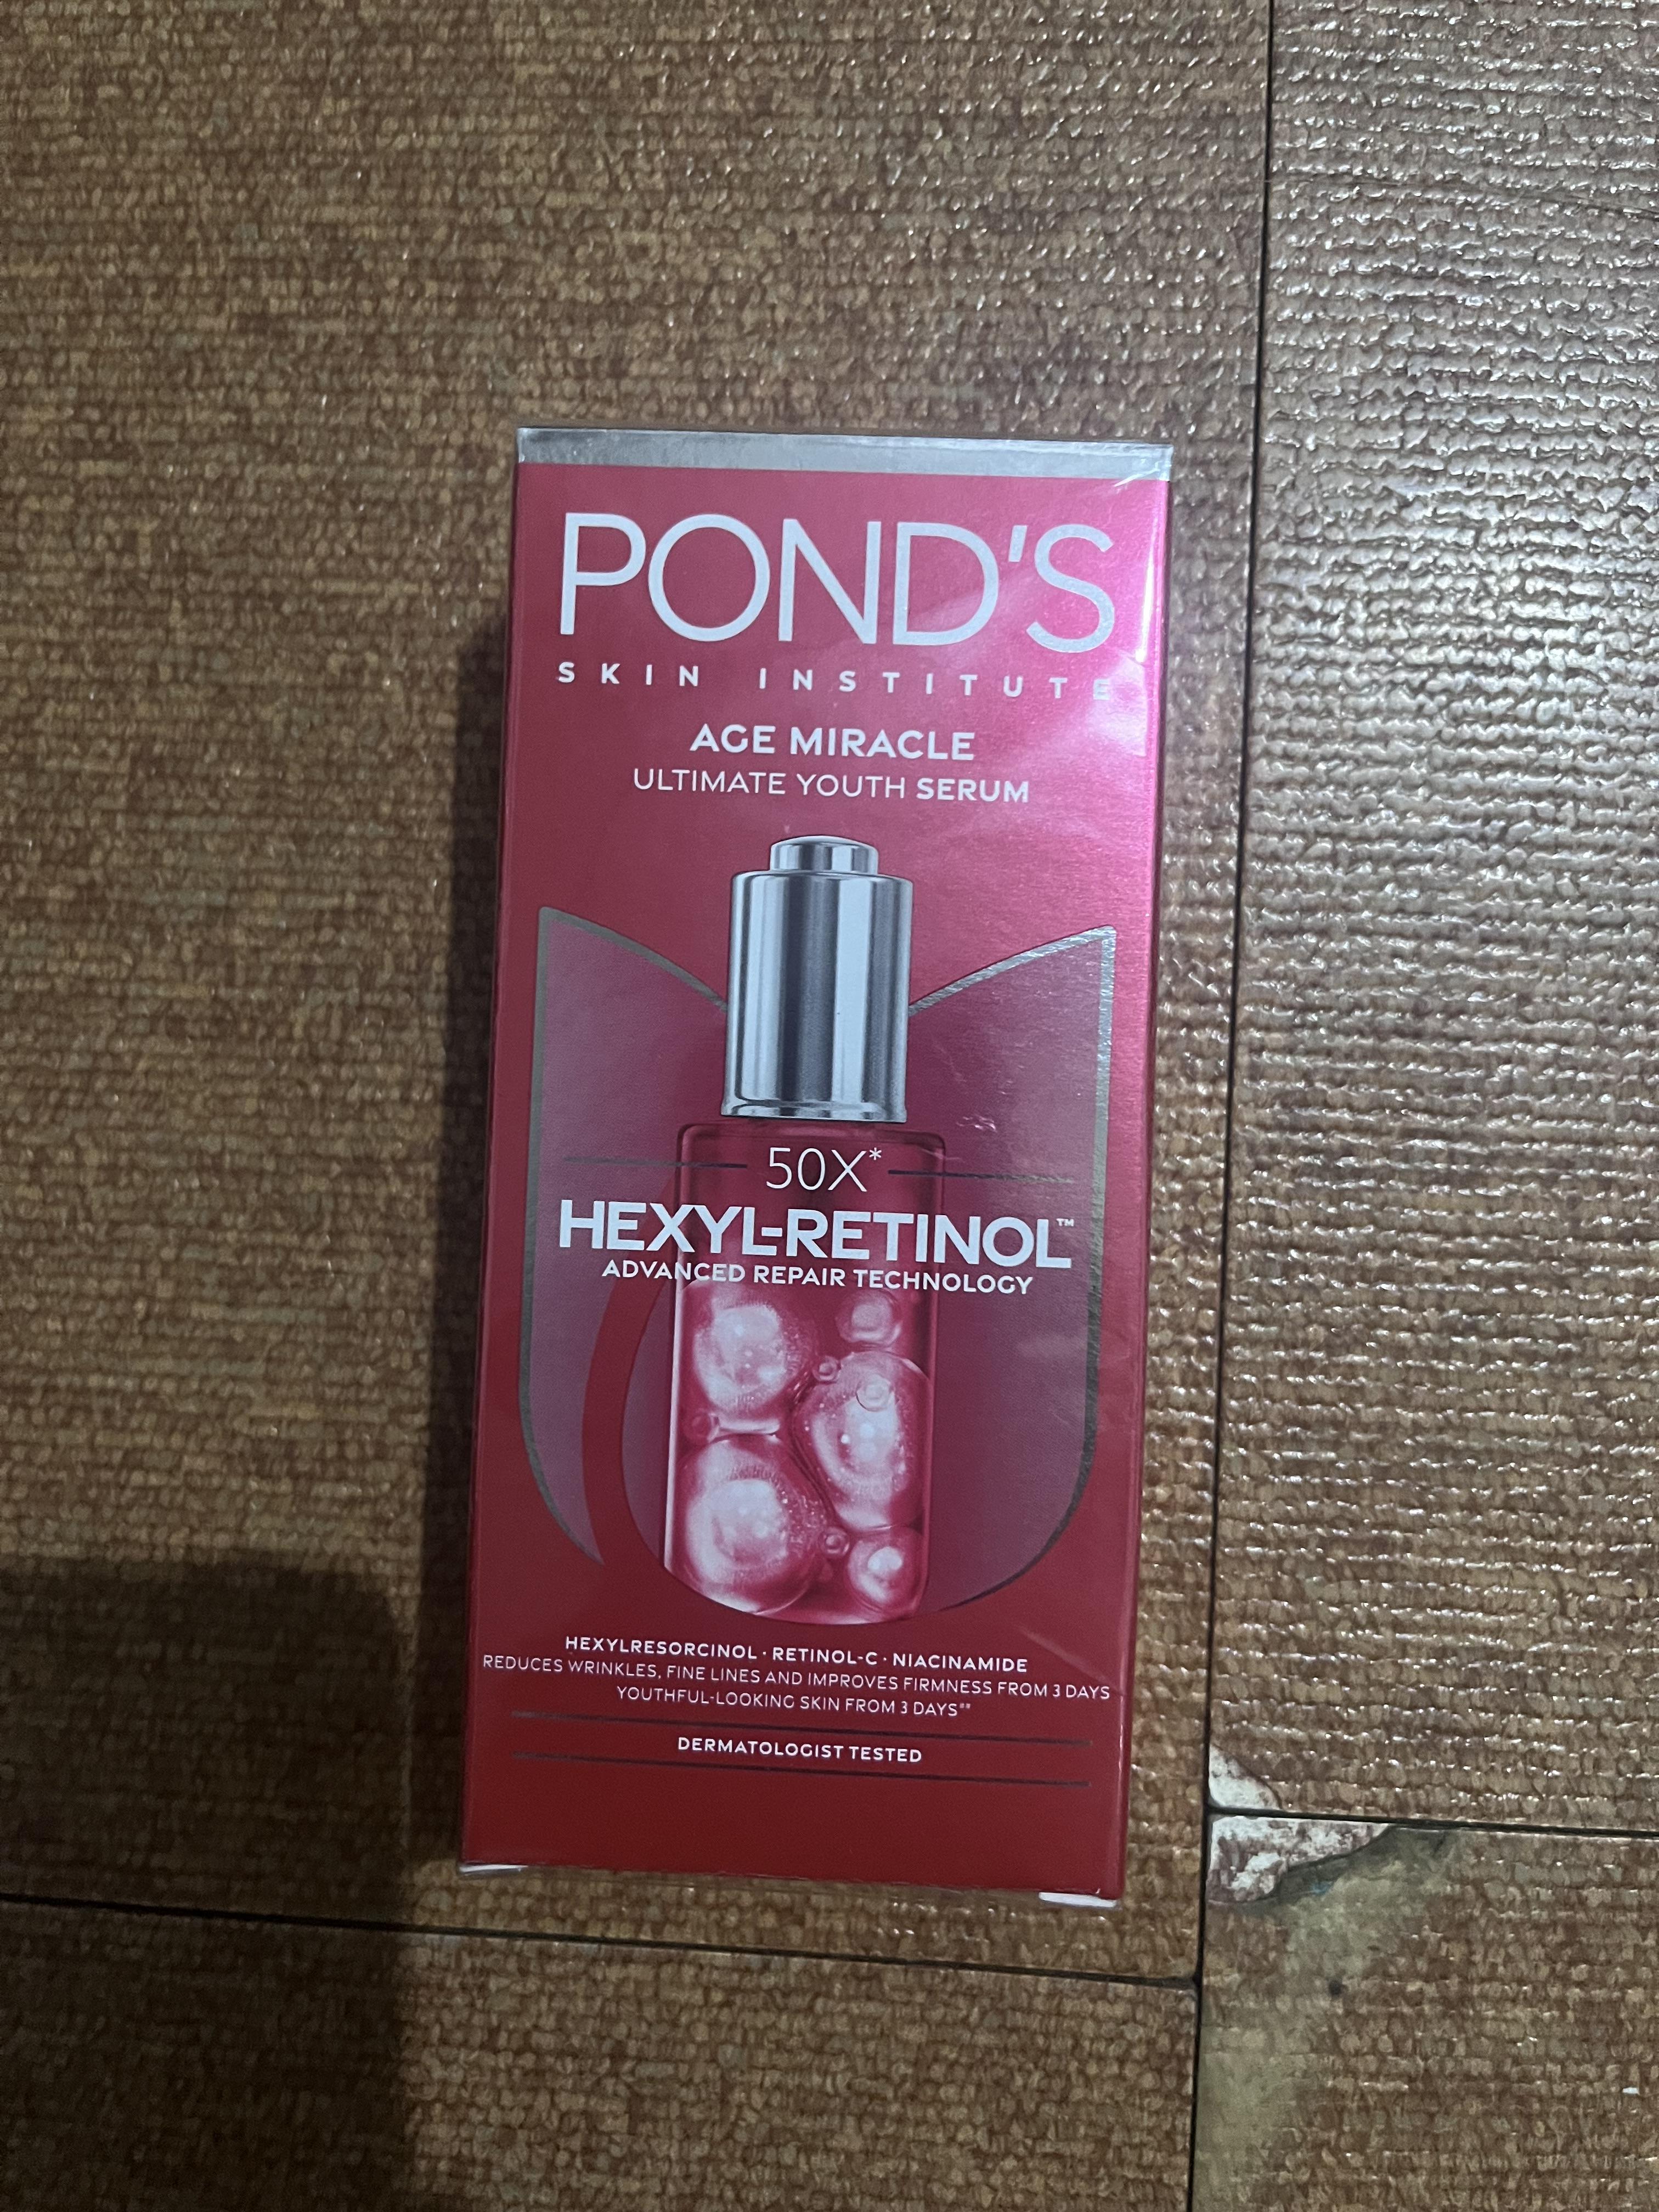 POND'S
SKIN INSTITUTE
AGE MIRACLE
ULTIMATE YOUTH SERUM
50X*
HEXYL-RETINOL™
ADVANCED REPAIR TECHNOLOGY
HEXYLRESORCINOL · RETINOL-C · NIACINAMIDE
REDUCES WRINKLES, FINE LINES AND IMPROVES FIRMNESS FROM 3 DAYS
YOUTHFUL-LOOKING SKIN FROM 3 DAYS**
DERMATOLOGIST TESTED